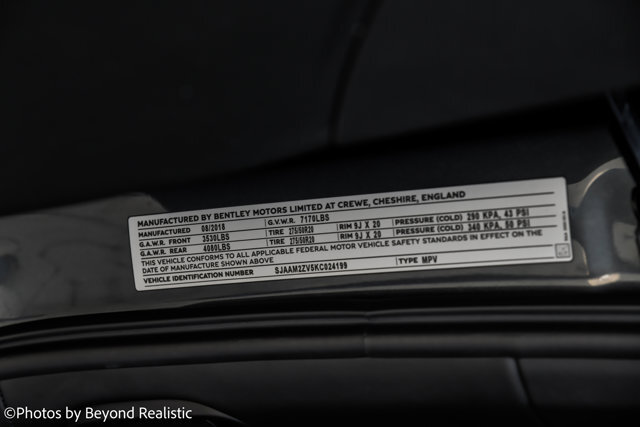 MANUFACTURED BY BENTLEY MOTORS LIMITED AT CREWE, CHESHIRE, ENGLAND
MANUFACTURED 08/2018 G.V.W.R. 7170LBS
G.A.W.R. FRONT 3530LBS TIRE 275/50R20 RIM 9J X 20 PRESSURE (COLD) 290 KPA, 43 PSI
G.A.W.R. REAR 4080LBS TIRE 275/50R20 RIM 9J X 20 PRESSURE (COLD) 340 KPA, 50 PSI
THIS VEHICLE CONFORMS TO ALL APPLICABLE FEDERAL MOTOR VEHICLE SAFETY STANDARDS IN EFFECT ON THE
DATE OF MANUFACTURE SHOWN ABOVE
VEHICLE IDENTIFICATION NUMBER SJAAM2ZV5KC024199 TYPE MPV
©Photos by Beyond Realistic